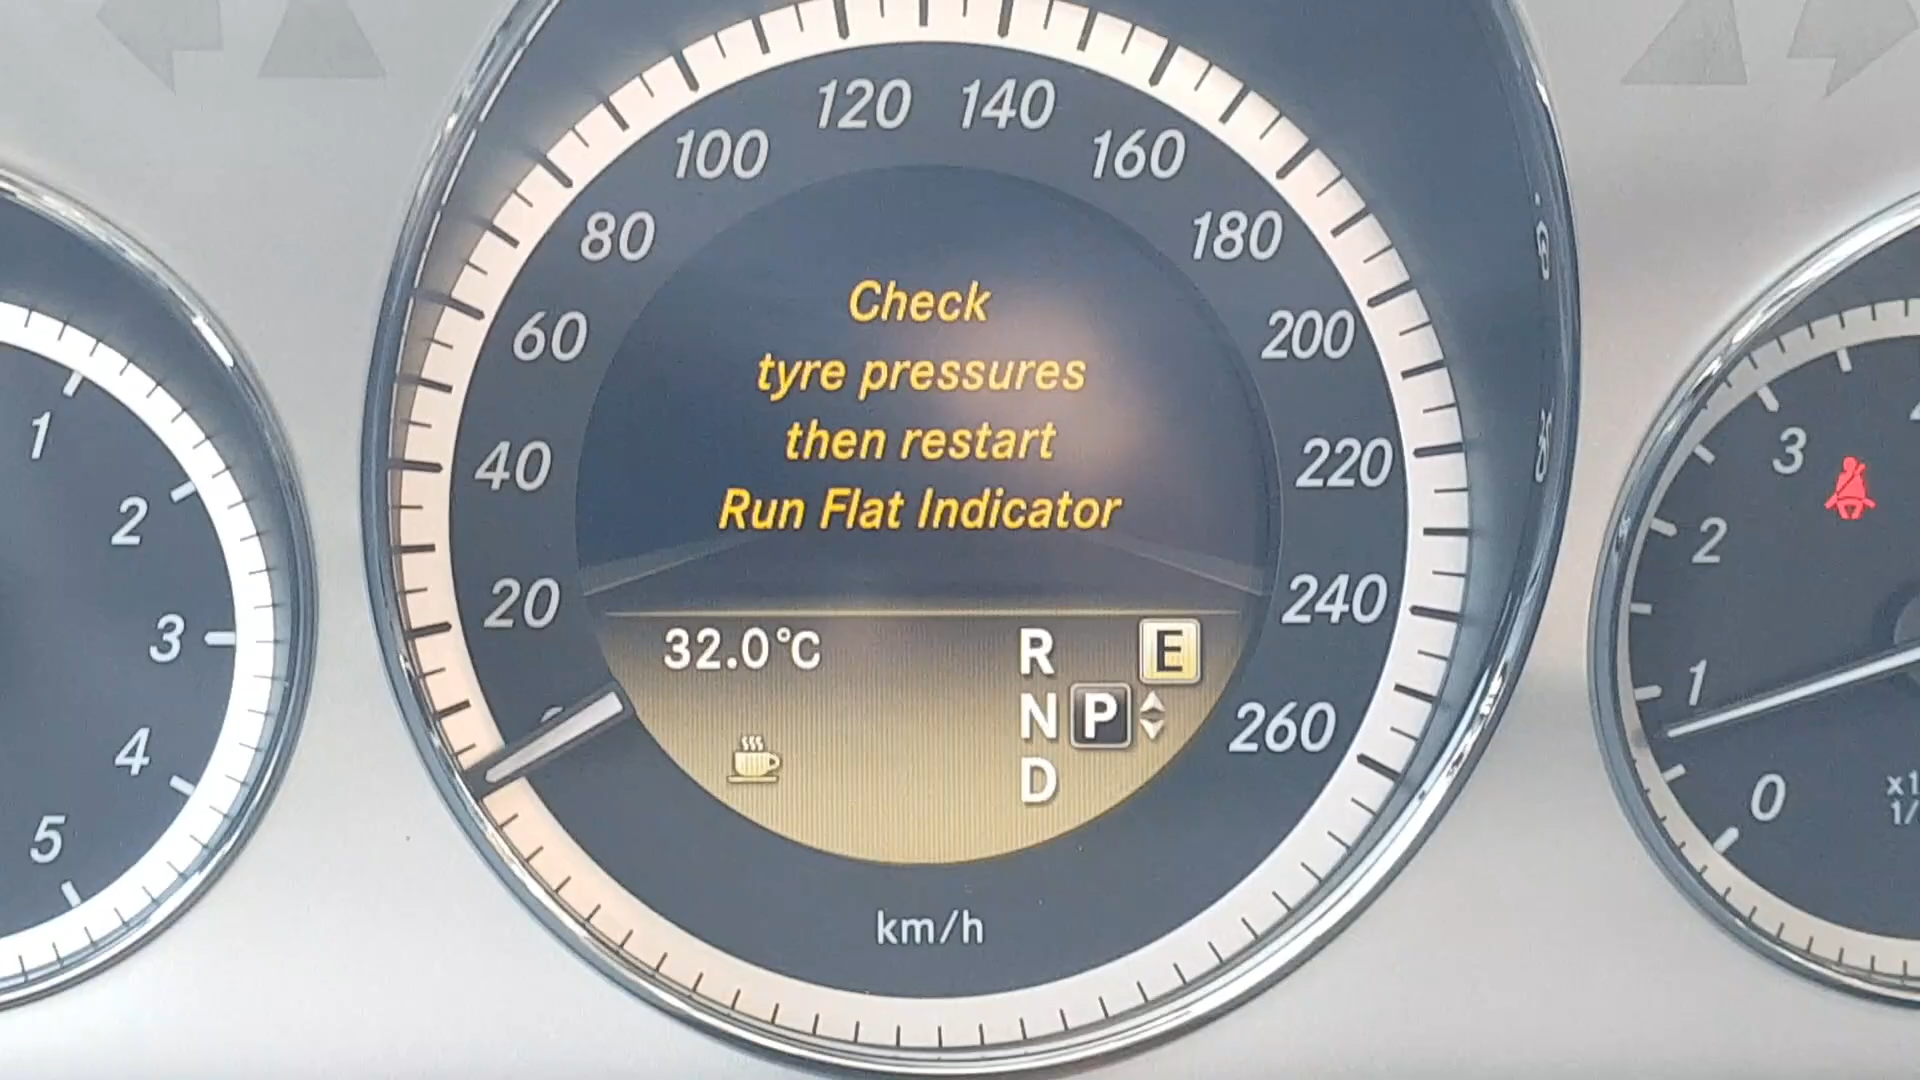 120 140
100 160
80 180
60 200
40 220
20 240
260
Check
tyre pressures
then restart
Run Flat Indicator
32.0°C
R E
N P
D
km/h
1
2
3
4
5
3
2
1
0